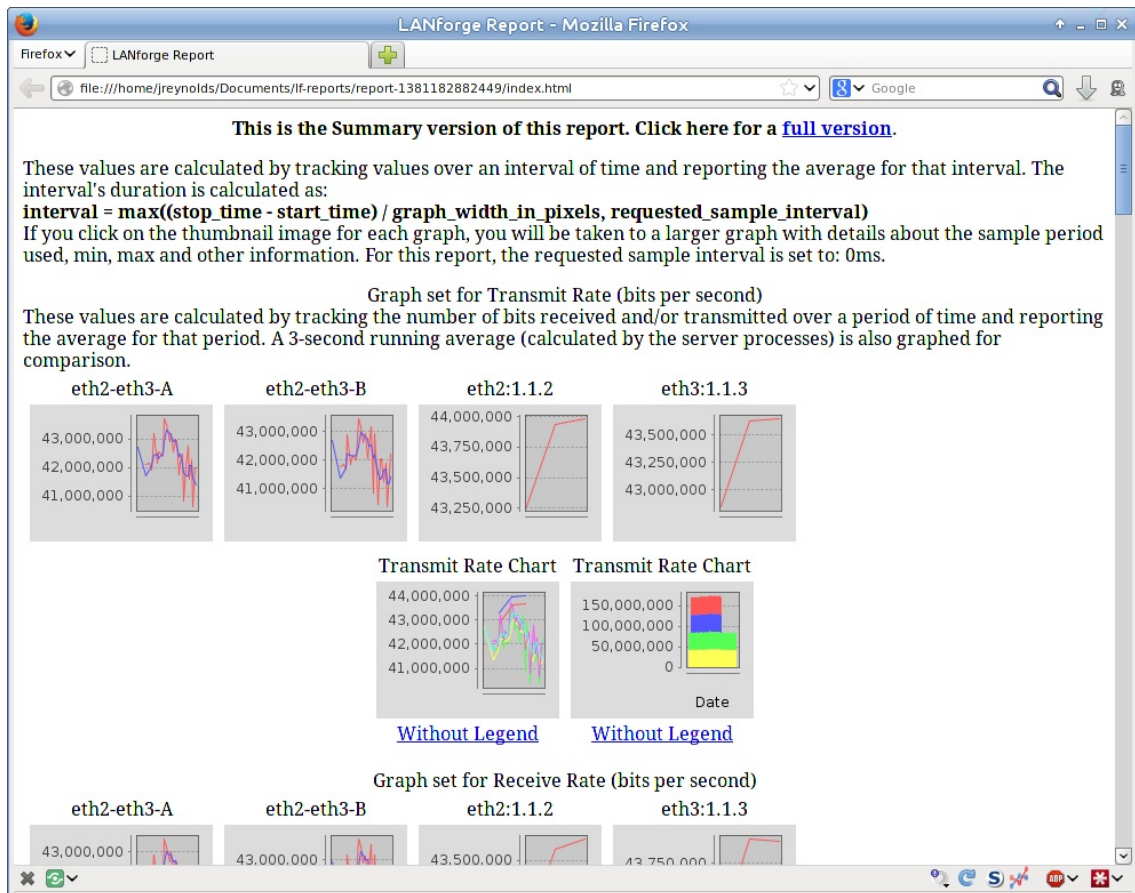 LANforge Report - Mozilla Firefox
Firefox
LANforge Report
file:///home/jreynolds/Documents/lf-reports/report-1381182882449/index.html
Google
This is the Summary version of this report. Click here for a full version.
These values are calculated by tracking values over an interval of time and reporting the average for that interval. The
interval's duration is calculated as:
interval = max((stop_time - start_time) / graph_width_in_pixels, requested_sample_interval)
If you click on the thumbnail image for each graph, you will be taken to a larger graph with details about the sample period
used, min, max and other information. For this report, the requested sample interval is set to: 0ms.
Graph set for Transmit Rate (bits per second)
These values are calculated by tracking the number of bits received and/or transmitted over a period of time and reporting
the average for that period. A 3-second running average (calculated by the server processes) is also graphed for
comparison.
eth2-eth3-A eth2-eth3-B eth2:1.1.2 eth3:1.1.3
43,000,000
42,000,000
41,000,000
43,000,000
42,000,000
41,000,000
44,000,000
43,750,000
43,500,000
43,250,000
43,500,000
43,250,000
43,000,000
Transmit Rate Chart Transmit Rate Chart
44,000,000
43,000,000
42,000,000
41,000,000
150,000,000
100,000,000
50,000,000
0
Date
Without Legend Without Legend
Graph set for Receive Rate (bits per second)
eth2-eth3-A eth2-eth3-B eth2:1.1.2 eth3:1.1.3
43,000,000
43,000,000
43,500,000
43,750,000
S
ABP